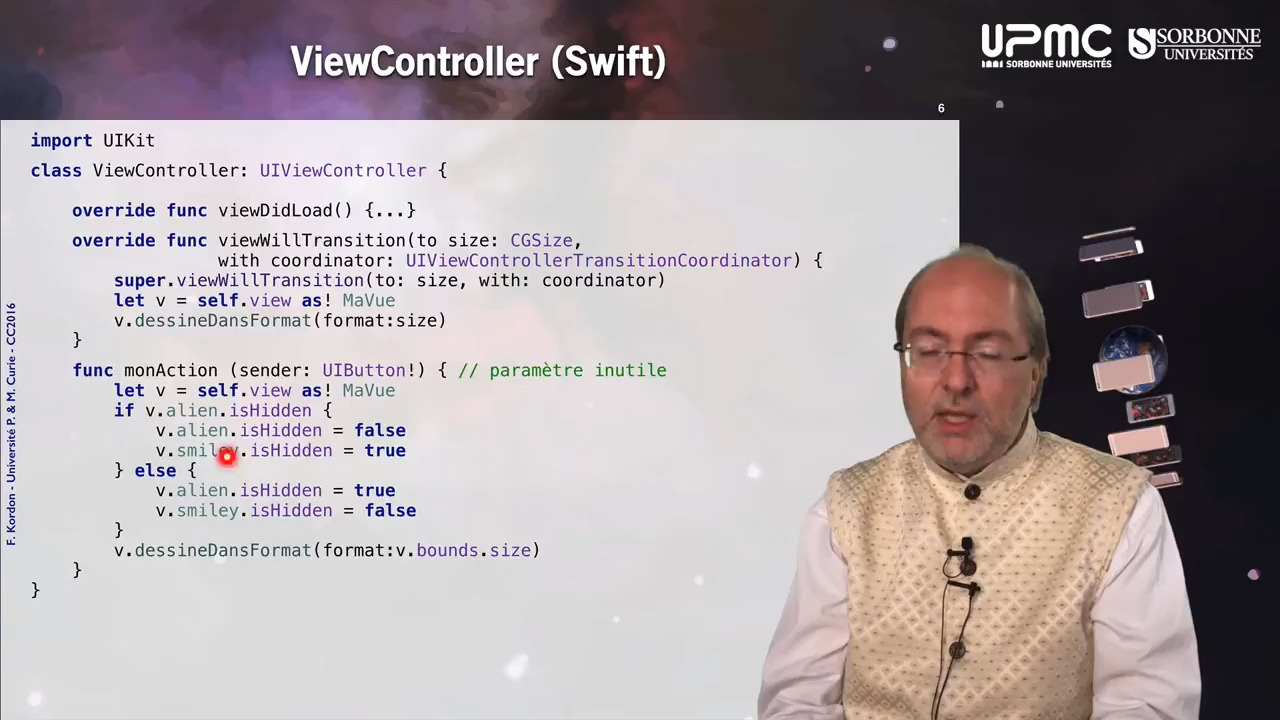 ViewController (Swift)
UPMC
SORBONNE UNIVERSITÉS
SORBONNE
UNIVERSITÉS
6
import UIKit
class ViewController: UIViewController {
override func viewDidLoad() {...}
override func viewWillTransition(to size: CGSize,
with coordinator: UIViewControllerTransitionCoordinator) {
super.viewWillTransition(to: size, with: coordinator)
let v = self.view as! MaVue
v.dessineDansFormat(format:size)
}
func monAction (sender: UIButton!) { // paramètre inutile
let v = self.view as! MaVue
if v.alien.isHidden {
v.alien.isHidden = false
v.smiley.isHidden = true
} else {
v.alien.isHidden = true
v.smiley.isHidden = false
}
v.dessineDansFormat(format:v.bounds.size)
}
}
F. Kordon - Université P. & M. Curie - CC2016